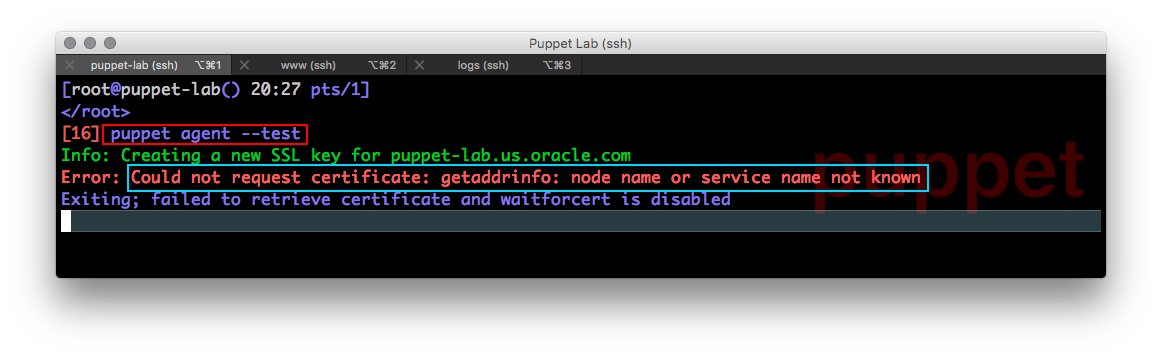 Puppet Lab (ssh)
puppet-lab (ssh) ⌥⌘1 www (ssh) ⌥⌘2 logs (ssh) ⌥⌘3
[root@puppet-lab() 20:27 pts/1]
</root>
[16] puppet agent --test
Info: Creating a new SSL key for puppet-lab.us.oracle.com
Error: Could not request certificate: getaddrinfo: node name or service name not known
Exiting; failed to retrieve certificate and waitforcert is disabled
puppet